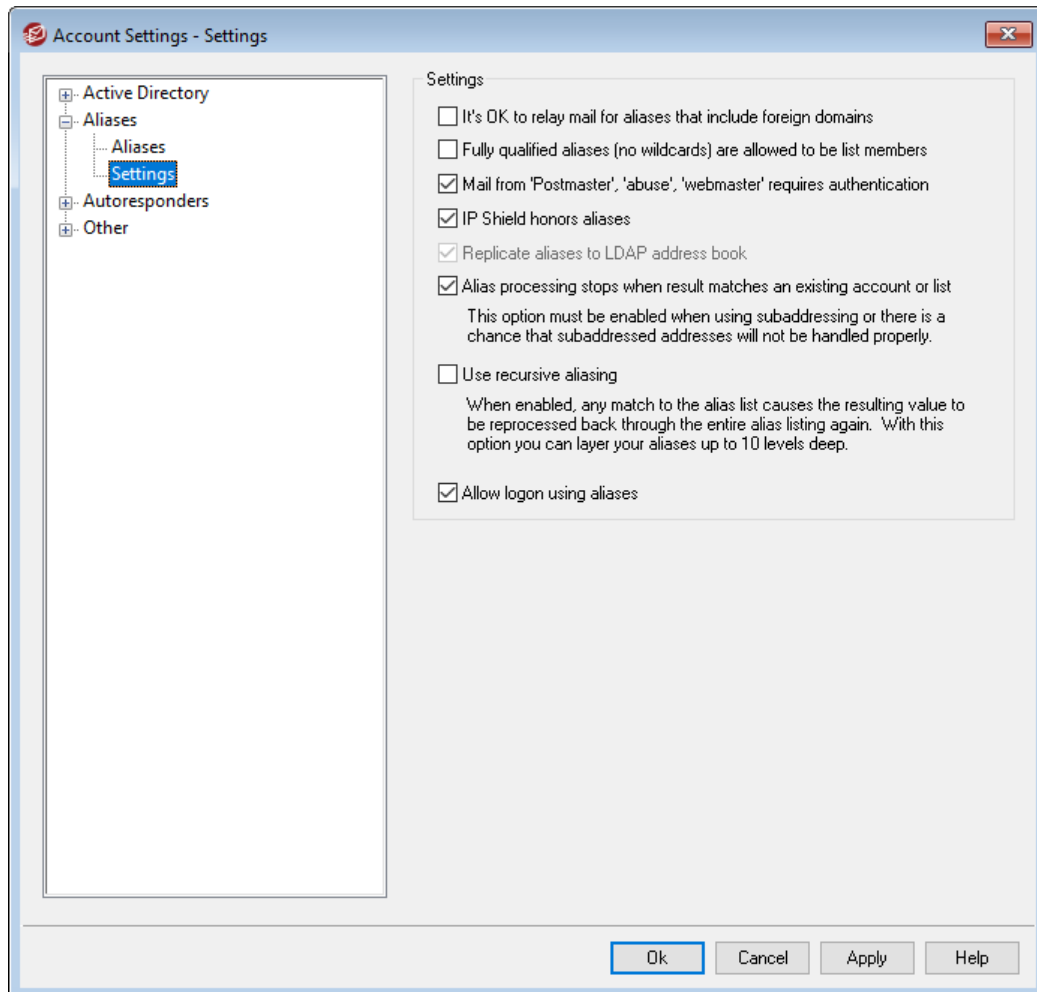 Account Settings - Settings
Active Directory
Aliases
Aliases
Settings
Autoresponders
Other
Settings
It's OK to relay mail for aliases that include foreign domains
Fully qualified aliases (no wildcards) are allowed to be list members
Mail from 'Postmaster', 'abuse', 'webmaster' requires authentication
IP Shield honors aliases
Replicate aliases to LDAP address book
Alias processing stops when result matches an existing account or list
This option must be enabled when using subaddressing or there is a
chance that subaddressed addresses will not be handled properly.
Use recursive aliasing
When enabled, any match to the alias list causes the resulting value to
be reprocessed back through the entire alias listing again.  With this
option you can layer your aliases up to 10 levels deep.
Allow logon using aliases
Ok
Cancel
Apply
Help